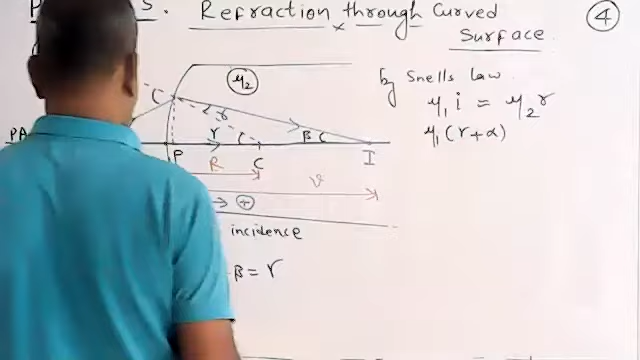 S. Refraction through Curved
Surface
4
by Snells law
μ₁ i = μ₂ r
μ₁ (γ + α)
μ₂
r
γ
β
PA
P
C
I
R
v
+
incidence
β = γ